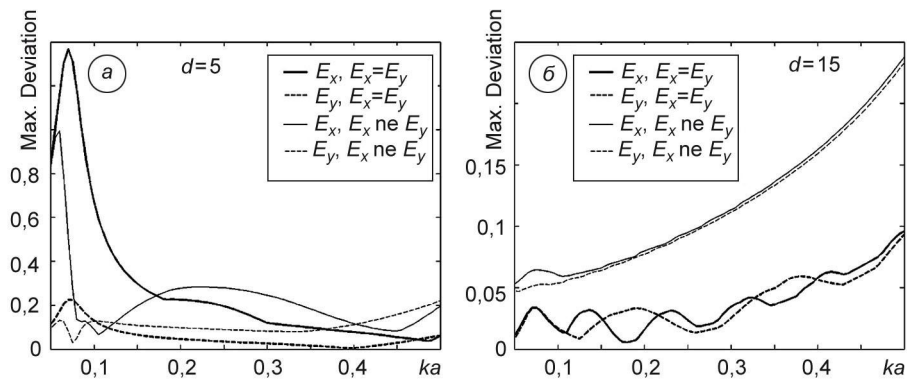 Max. Deviation
а
d=5
Ex, Ex=Ey
Ey, Ex=Ey
Ex, Ex ne Ey
Ey, Ex ne Ey
0,8
0,6
0,4
0,2
0
0,1
0,2
0,3
0,4
ka
Max. Deviation
б
d=15
Ex, Ex=Ey
Ey, Ex=Ey
Ex, Ex ne Ey
Ey, Ex ne Ey
0,2
0,15
0,1
0,05
0
0,1
0,2
0,3
0,4
ka